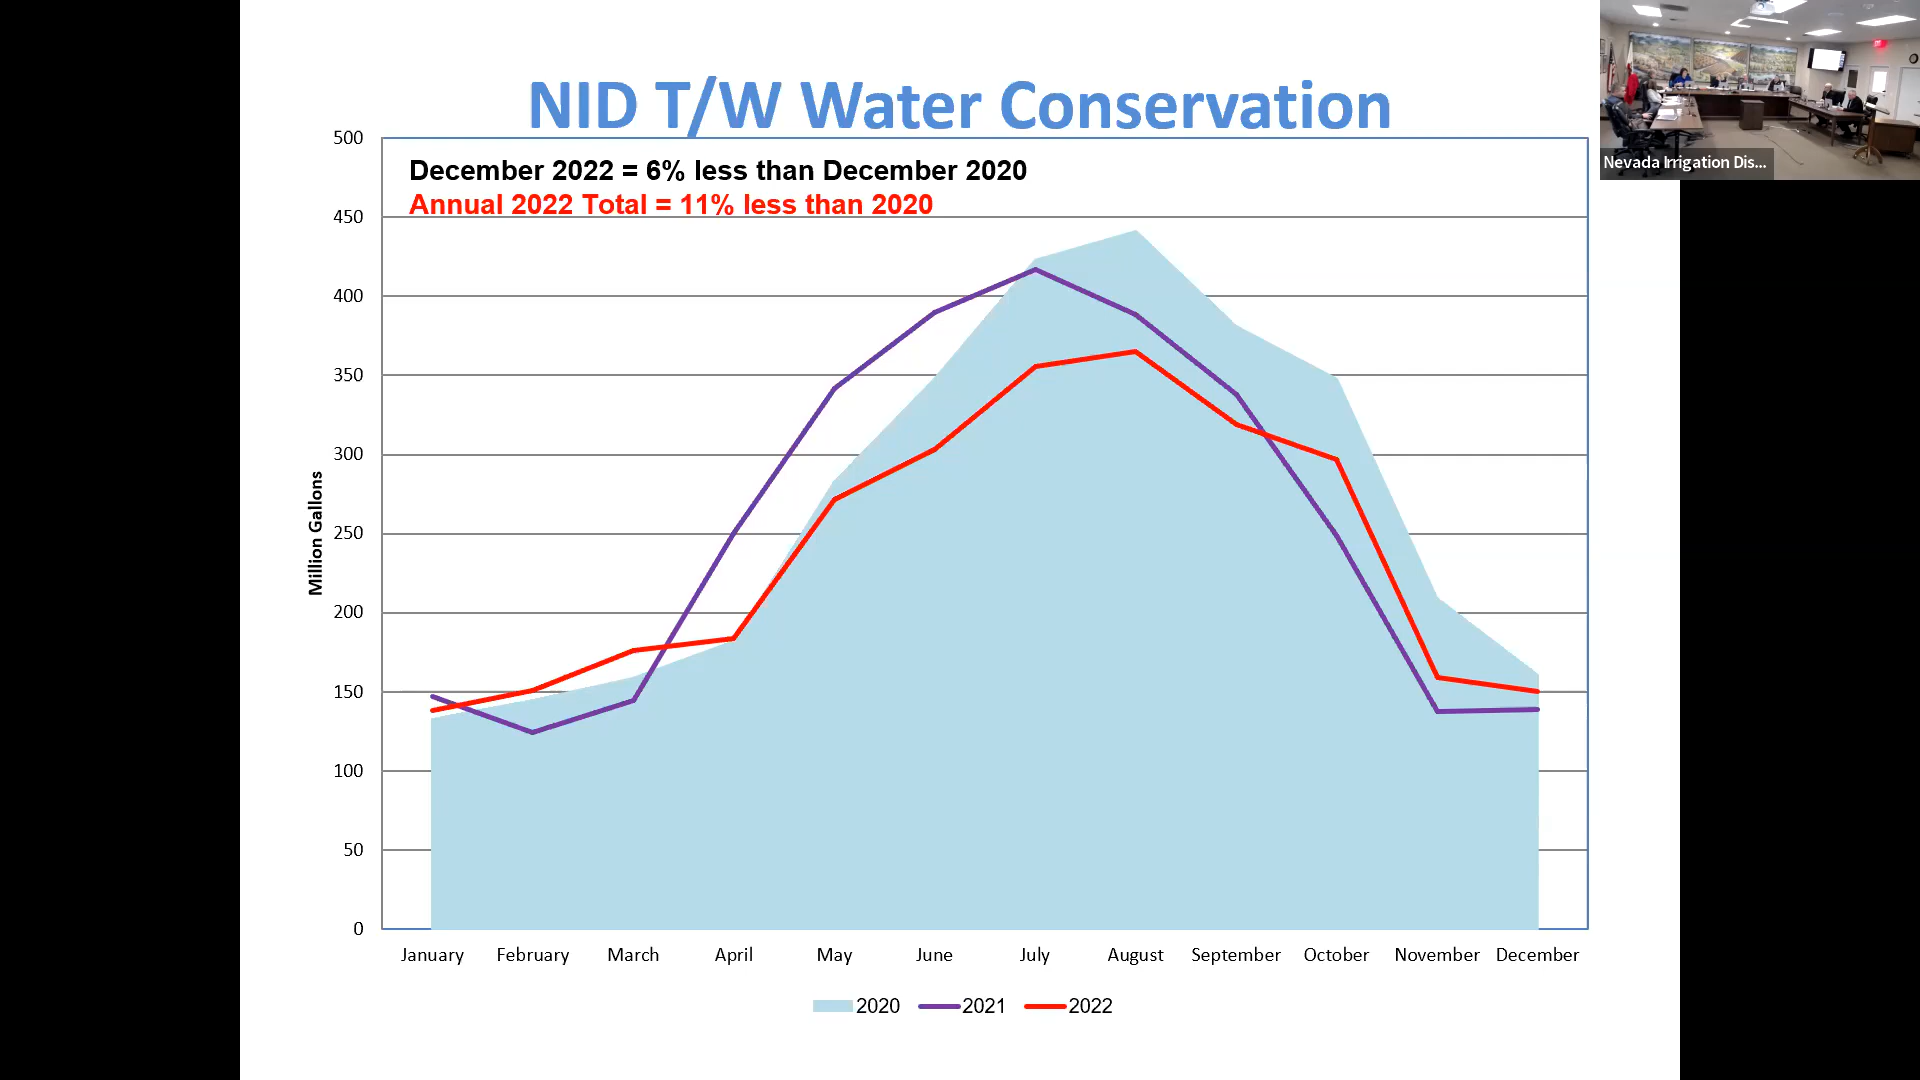 NID T/W Water Conservation
December 2022 = 6% less than December 2020
Annual 2022 Total = 11% less than 2020
Million Gallons
500
450
400
350
300
250
200
150
100
50
0
January February March April May June July August September October November December
2020 2021 2022
Nevada Irrigation Dis...